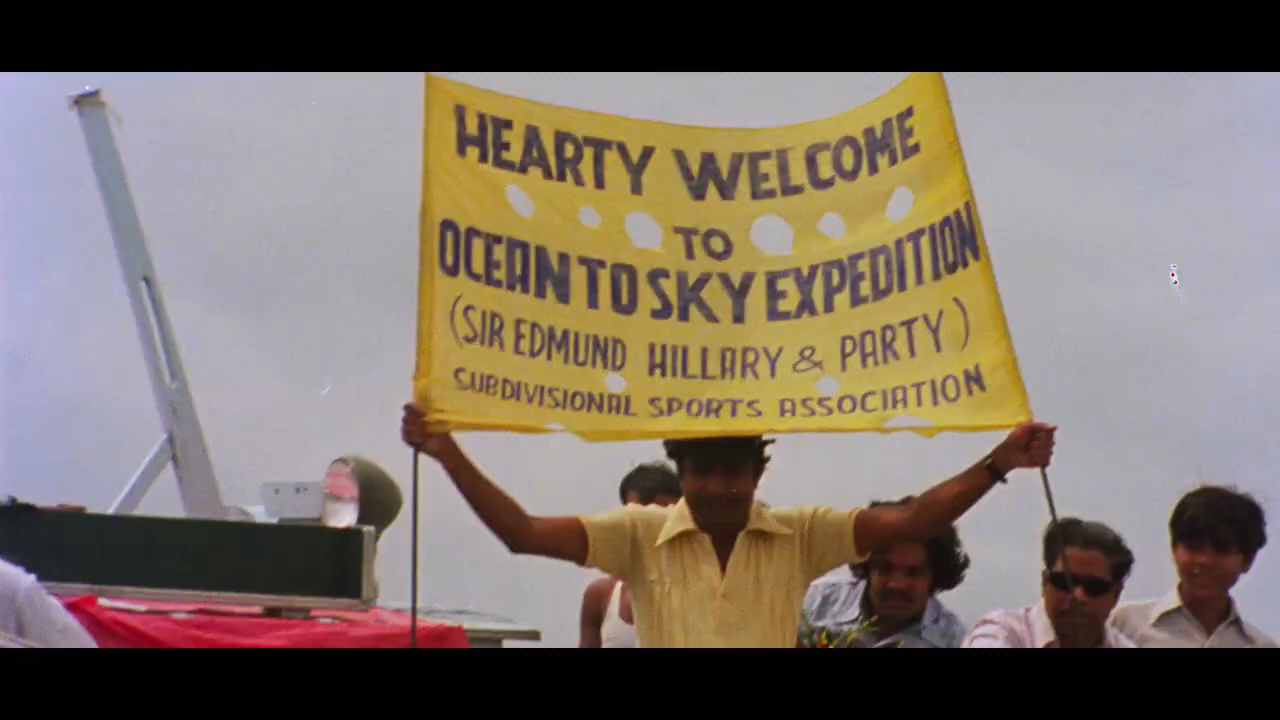 HEARTY WELCOME
TO
OCEAN TO SKY EXPEDITION
(SIR EDMUND HILLARY & PARTY)
SUBDIVISIONAL SPORTS ASSOCIATION